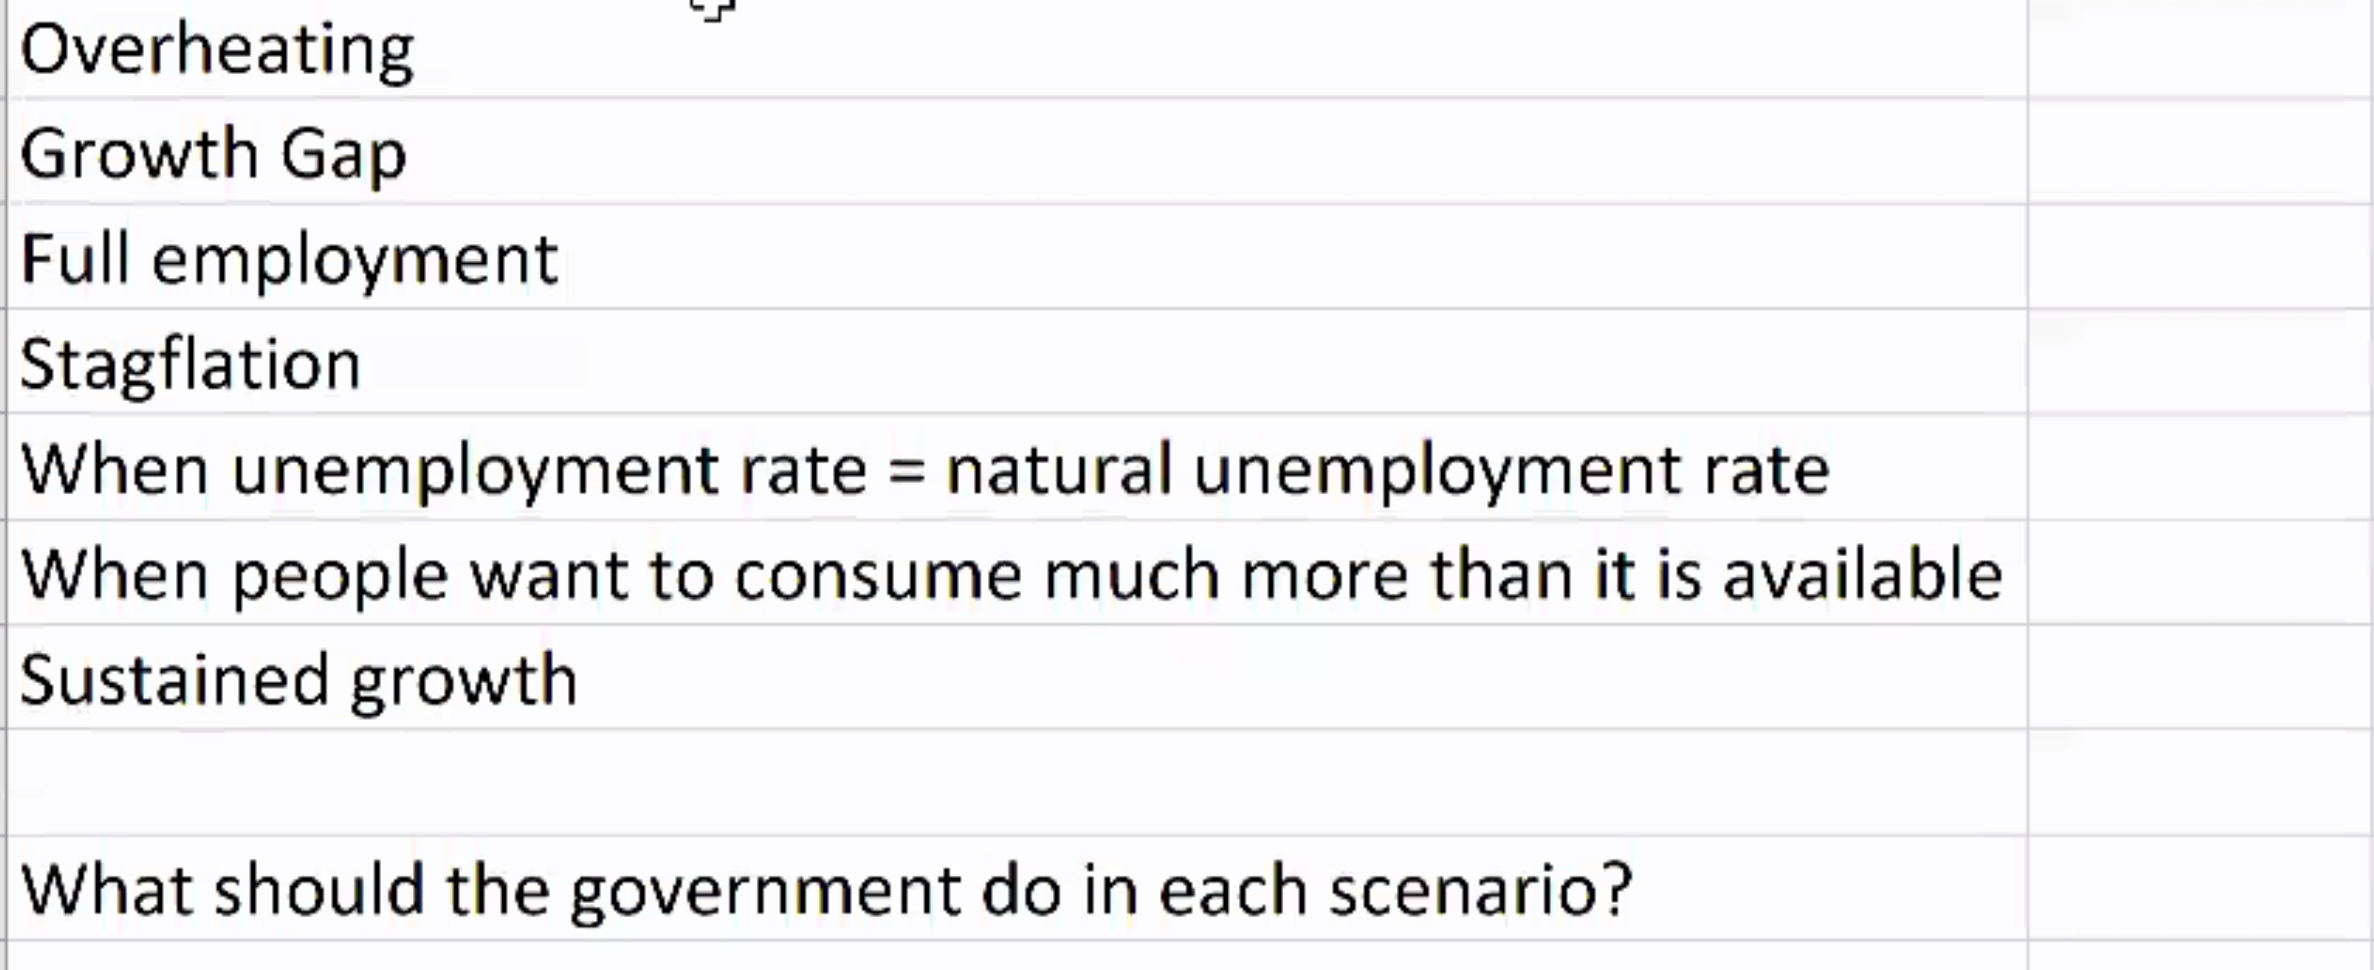 Overheating
Growth Gap
Full employment
Stagflation
When unemployment rate = natural unemployment rate
When people want to consume much more than it is available
Sustained growth
What should the government do in each scenario?